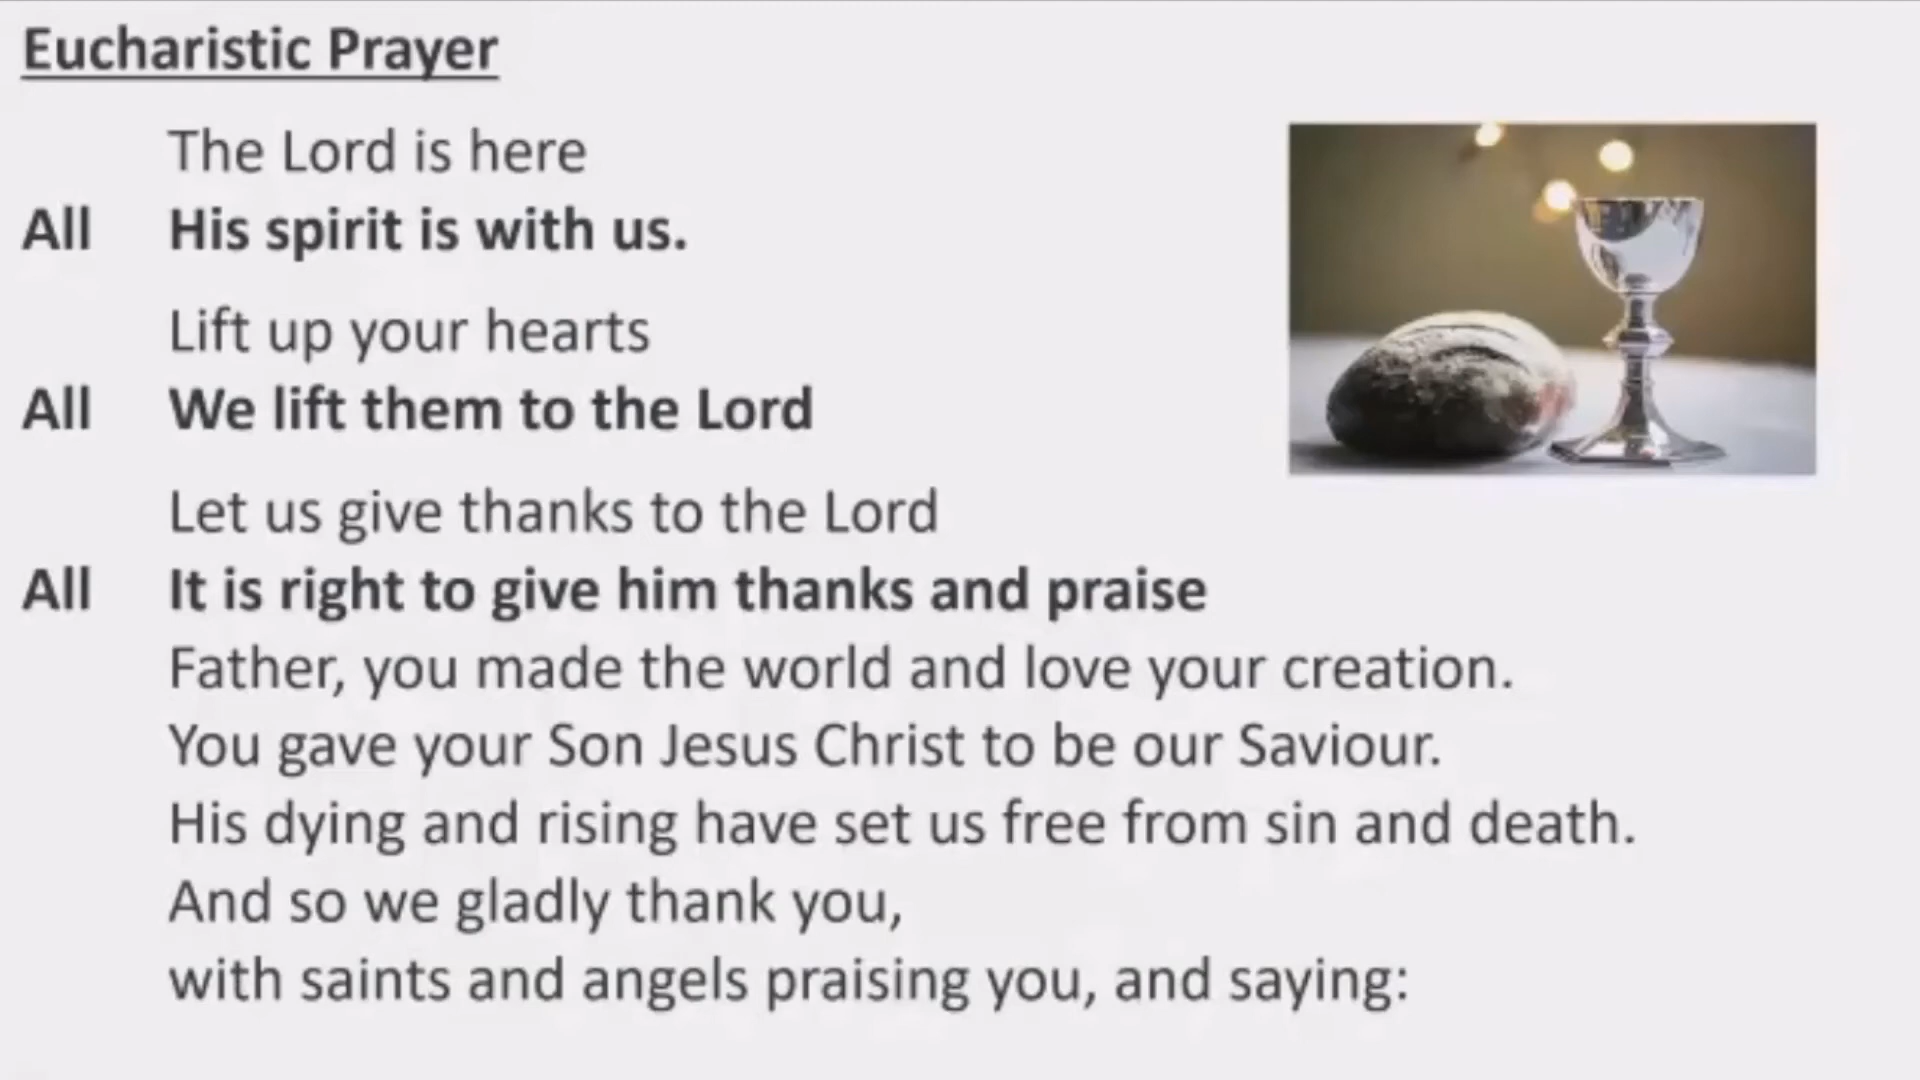 Eucharistic Prayer
The Lord is here
All His spirit is with us.
Lift up your hearts
All We lift them to the Lord
Let us give thanks to the Lord
All It is right to give him thanks and praise
Father, you made the world and love your creation.
You gave your Son Jesus Christ to be our Saviour.
His dying and rising have set us free from sin and death.
And so we gladly thank you,
with saints and angels praising you, and saying: